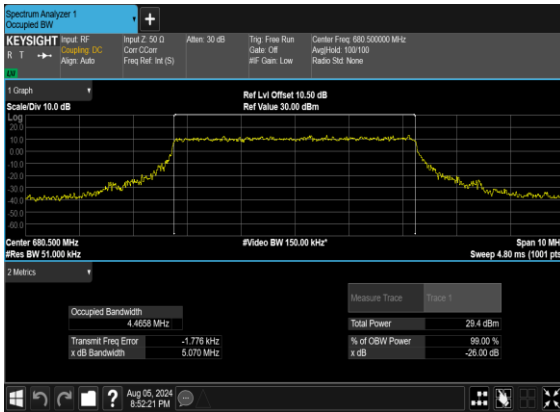 Spectrum Analyzer 1
Occupied BW
KEYSIGHT
R T
LW
Input: RF
Coupling: DC
Align: Auto
Input Z: 50 Ω
Corr CCorr
Freq Ref: Int (S)
Atten: 30 dB
Trig: Free Run
Gate: Off
#IF Gain: Low
Center Freq: 680.500000 MHz
Avg|Hold: 100/100
Radio Std: None
1 Graph
Scale/Div 10.0 dB
Ref Lvl Offset 10.50 dB
Ref Value 30.00 dBm
Log
20.0
10.0
0.00
-10.0
-20.0
-30.0
-40.0
-50.0
-60.0
Center 680.500 MHz
#Res BW 51.000 kHz
#Video BW 150.00 kHz*
Span 10 MH
Sweep 4.80 ms (1001 pts
2 Metrics
Measure Trace
Trace 1
Occupied Bandwidth
4.4658 MHz
Total Power
29.4 dBm
Transmit Freq Error
-1.776 kHz
% of OBW Power
99.00 %
x dB Bandwidth
5.070 MHz
x dB
-26.00 dB
?
Aug 05, 2024
8:52:21 PM